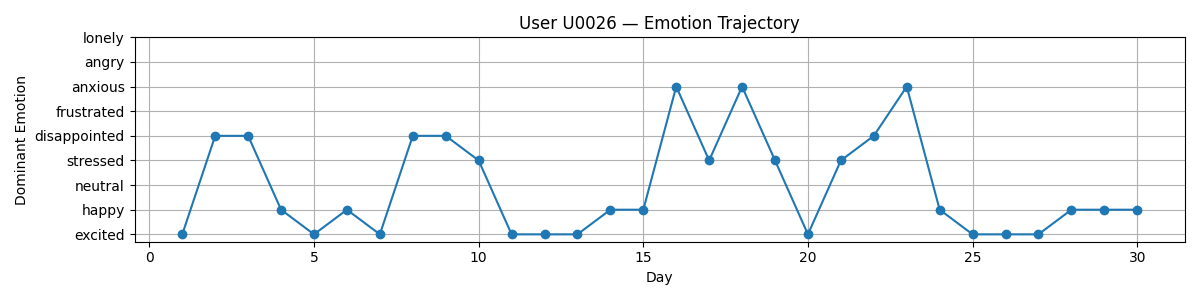 User U0026 — Emotion Trajectory
Dominant Emotion
lonely
angry
anxious
frustrated
disappointed
stressed
neutral
happy
excited
0 5 10 15 20 25 30
Day